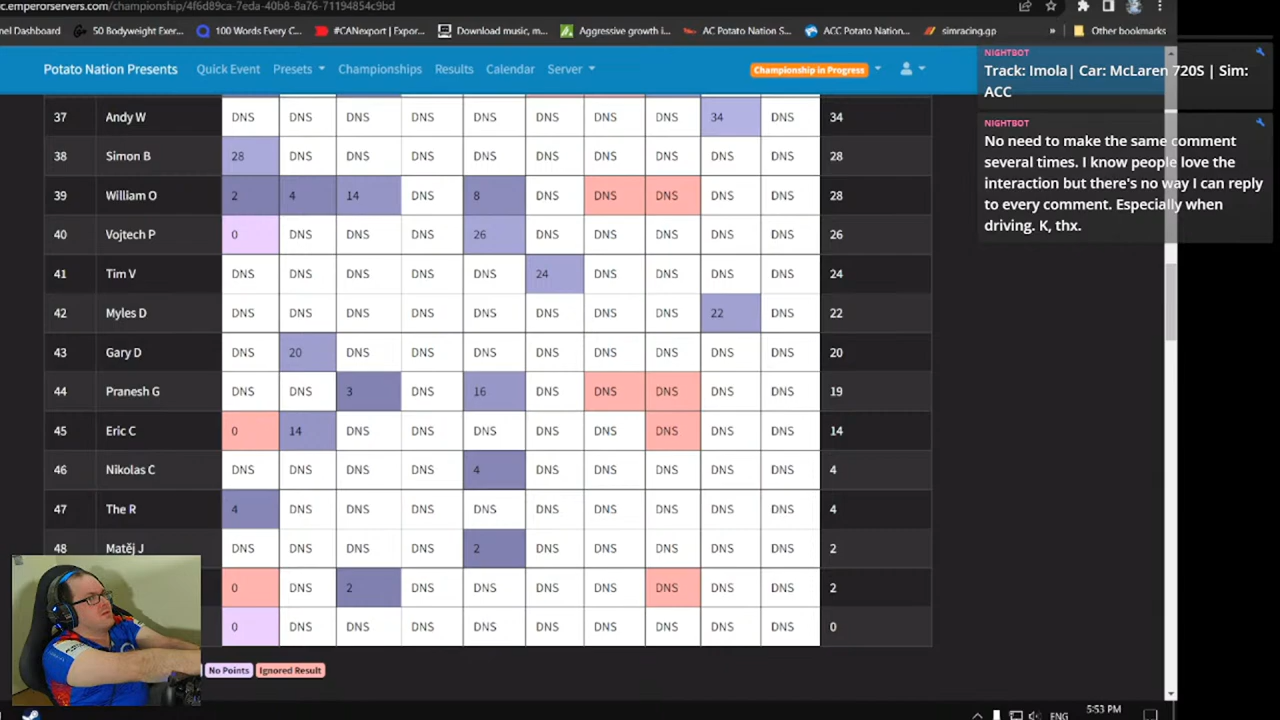 c.emperorservers.com/championship/4f6d89ca-7eda-40b8-8a76-71194854c9bd
nel Dashboard 50 Bodyweight Exer... 100 Words Every C... #CANexport | Expor... Download music, m... Aggressive growth i... AC Potato Nation S... ACC Potato Nation... simracing.gp » Other bookmarks
Potato Nation Presents Quick Event Presets Championships Results Calendar Server Championship in Progress
37 Andy W DNS DNS DNS DNS DNS DNS DNS DNS 34 DNS 34
38 Simon B 28 DNS DNS DNS DNS DNS DNS DNS DNS DNS 28
39 William O 2 4 14 DNS 8 DNS DNS DNS DNS DNS 28
40 Vojtech P 0 DNS DNS DNS 26 DNS DNS DNS DNS DNS 26
41 Tim V DNS DNS DNS DNS DNS 24 DNS DNS DNS DNS 24
42 Myles D DNS DNS DNS DNS DNS DNS DNS DNS 22 DNS 22
43 Gary D DNS 20 DNS DNS DNS DNS DNS DNS DNS DNS 20
44 Pranesh G DNS DNS 3 DNS 16 DNS DNS DNS DNS DNS 19
45 Eric C 0 14 DNS DNS DNS DNS DNS DNS DNS DNS 14
46 Nikolas C DNS DNS DNS DNS 4 DNS DNS DNS DNS DNS 4
47 The R 4 DNS DNS DNS DNS DNS DNS DNS DNS DNS 4
48 Matěj J DNS DNS DNS DNS 2 DNS DNS DNS DNS DNS 2
0 DNS 2 DNS DNS DNS DNS DNS DNS DNS 2
0 DNS DNS DNS DNS DNS DNS DNS DNS DNS 0
No Points Ignored Result
NIGHTBOT
Track: Imola| Car: McLaren 720S | Sim:
ACC
NIGHTBOT
No need to make the same comment
several times. I know people love the
interaction but there's no way I can reply
to every comment. Especially when
driving. K, thx.
ENG 5:53 PM